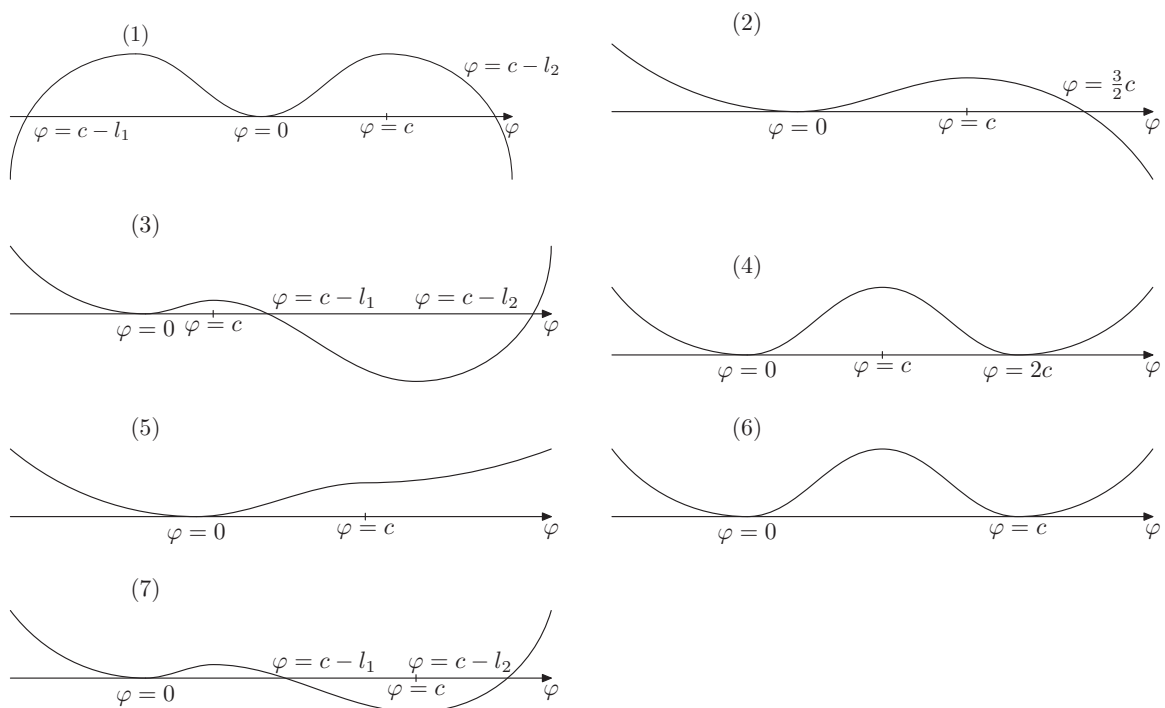 (1)
φ = c − l₂
φ = c − l₁
φ = 0
φ = c
φ
(2)
φ = 3/2 c
φ = 0
φ = c
φ
(3)
φ = c − l₁
φ = c − l₂
φ = 0
φ = c
φ
(4)
φ = 0
φ = c
φ = 2c
φ
(5)
φ = 0
φ = c
φ
(6)
φ = 0
φ = c
φ
(7)
φ = c − l₁
φ = c − l₂
φ = 0
φ = c
φ